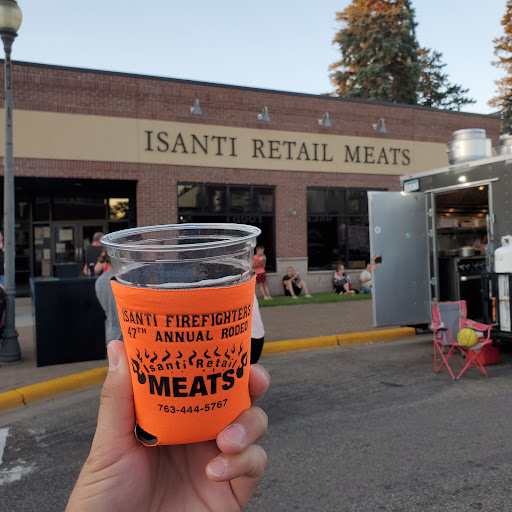 ISANTI RETAIL MEATS
ISANTI FIREFIGHTERS
47TH ANNUAL RODEO
Isanti Retail
MEATS
763-444-5767